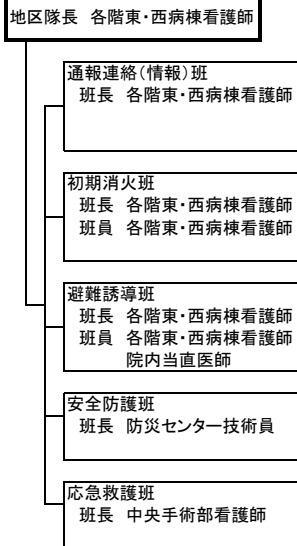 地区隊長 各階東・西病棟看護師
通報連絡(情報)班
班長 各階東・西病棟看護師
初期消火班
班長 各階東・西病棟看護師
班員 各階東・西病棟看護師
避難誘導班
班長 各階東・西病棟看護師
班員 各階東・西病棟看護師
院内当直医師
安全防護班
班長 防災センター技術員
応急救護班
班長 中央手術部看護師